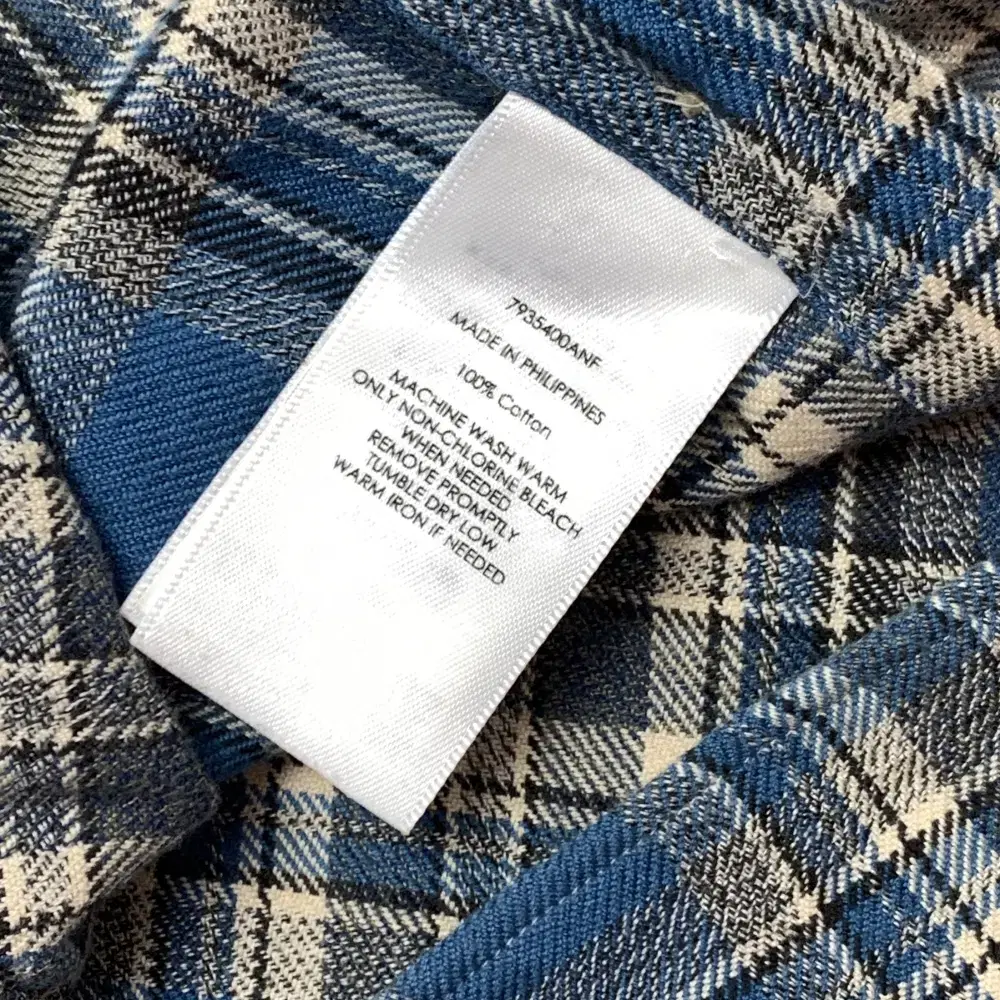 7935400ANF
MADE IN PHILIPPINES
100% Cotton
MACHINE WASH WARM
ONLY NON-CHLORINE BLEACH
WHEN NEEDED
REMOVE PROMPTLY
TUMBLE DRY LOW
WARM IRON IF NEEDED